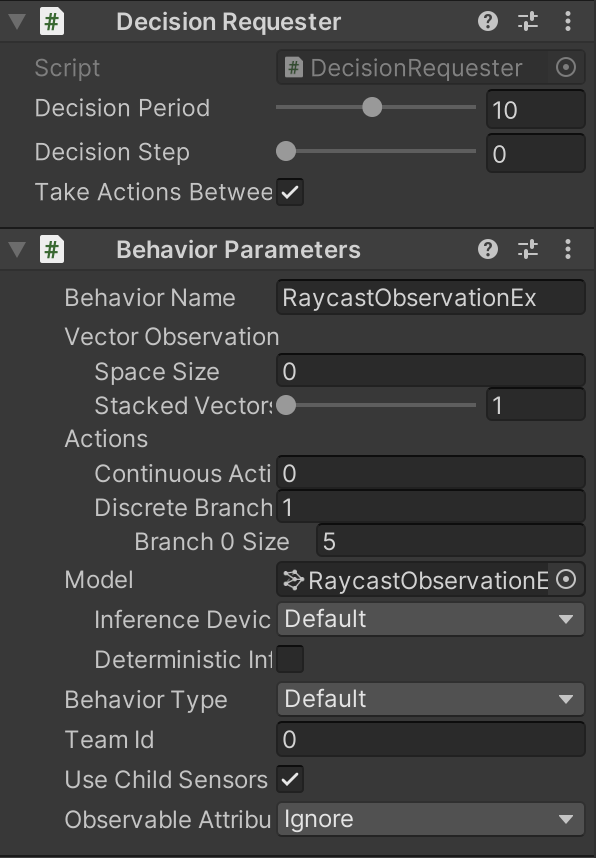 Decision Requester
Script # DecisionRequester
Decision Period 10
Decision Step 0
Take Actions Betwee
# Behavior Parameters
Behavior Name RaycastObservationEx
Vector Observation
Space Size 0
Stacked Vectors 1
Actions
Continuous Acti 0
Discrete Branch 1
Branch 0 Size 5
Model RaycastObservationE
Inference Devic Default
Deterministic Inf
Behavior Type Default
Team Id 0
Use Child Sensors
Observable Attribu Ignore